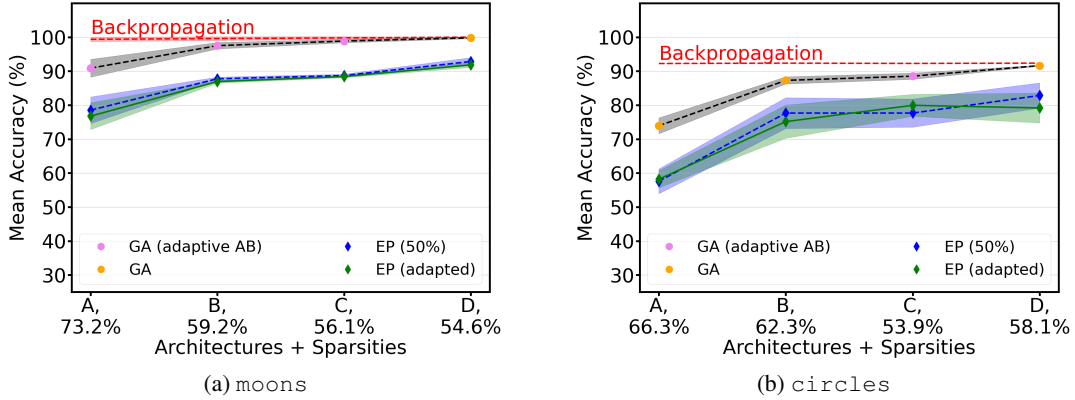 Backpropagation
Mean Accuracy (%)
100
90
80
70
60
50
40
30
GA (adaptive AB)
GA
EP (50%)
EP (adapted)
A, B, C, D,
73.2% 59.2% 56.1% 54.6%
Architectures + Sparsities
(a) moons
Backpropagation
Mean Accuracy (%)
100
90
80
70
60
50
40
30
GA (adaptive AB)
GA
EP (50%)
EP (adapted)
A, B, C, D,
66.3% 62.3% 53.9% 58.1%
Architectures + Sparsities
(b) circles